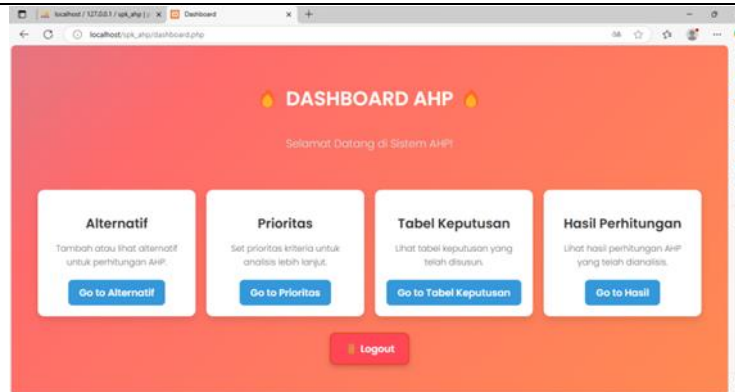 localhost / 127.0.0.1 / spk_ahp | p
Dashboard
localhost/spk_ahp/dashboard.php
DASHBOARD AHP
Selamat Datang di Sistem AHP!
Alternatif
Tambah atau lihat alternatif
untuk perhitungan AHP.
Go to Alternatif
Prioritas
Set prioritas kriteria untuk
analisis lebih lanjut.
Go to Prioritas
Tabel Keputusan
Lihat tabel keputusan yang
telah disusun.
Go to Tabel Keputusan
Hasil Perhitungan
Lihat hasil perhitungan AHP
yang telah dianalisis.
Go to Hasil
Logout